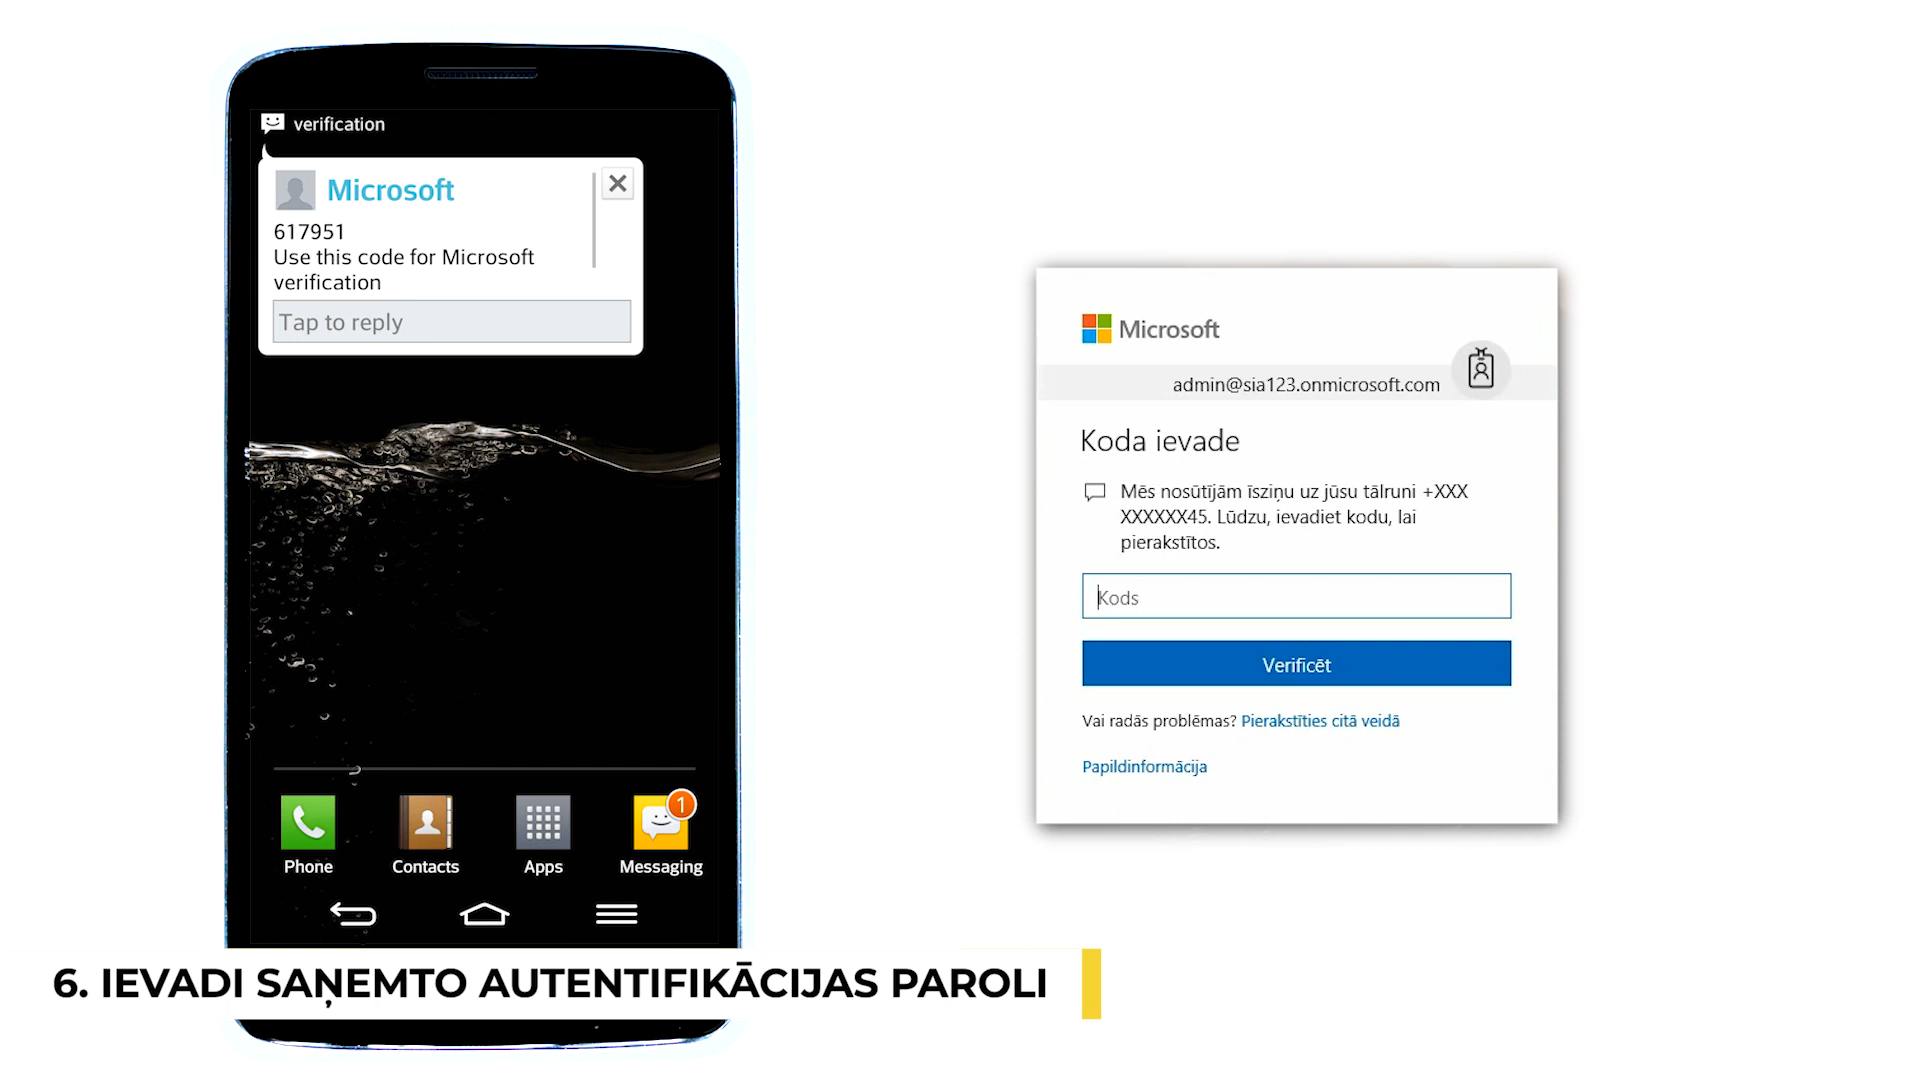 verification
Microsoft
617951
Use this code for Microsoft
verification
Tap to reply
Phone
Contacts
Apps
1
Messaging
Microsoft
admin@sia123.onmicrosoft.com
Koda ievade
Mēs nosūtījām īsziņu uz jūsu tālruni +XXX
XXXXXX45. Lūdzu, ievadiet kodu, lai
pierakstītos.
Kods
Verificēt
Vai radās problēmas? Pierakstīties citā veidā
Papildinformācija
6. IEVADI SAŅEMTO AUTENTIFIKĀCIJAS PAROLI